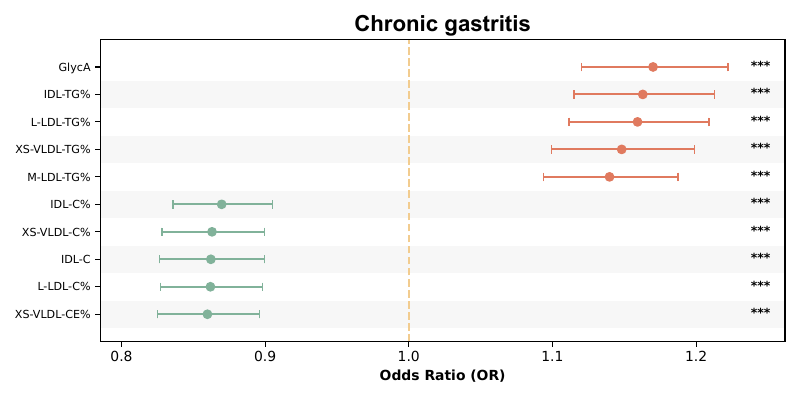 Chronic gastritis
GlycA ***
IDL-TG% ***
L-LDL-TG% ***
XS-VLDL-TG% ***
M-LDL-TG% ***
IDL-C% ***
XS-VLDL-C% ***
IDL-C ***
L-LDL-C% ***
XS-VLDL-CE% ***
0.8 0.9 1.0 1.1 1.2
Odds Ratio (OR)